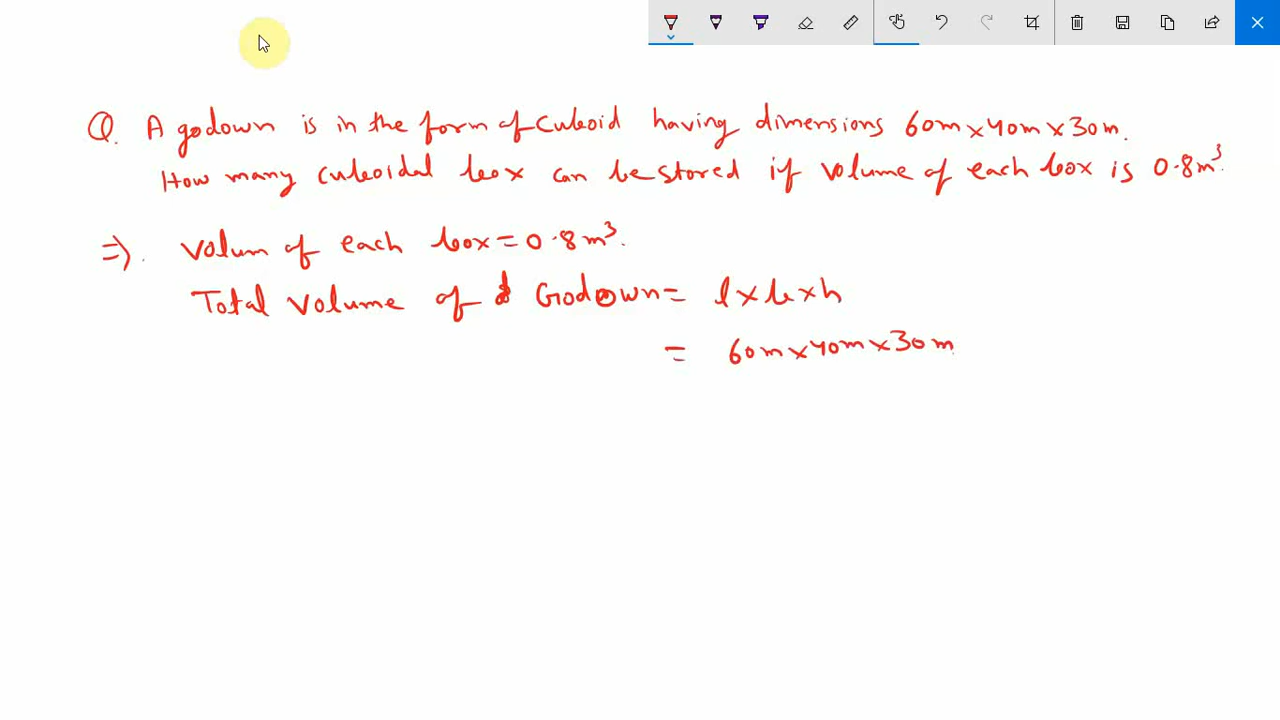 Q. A godown is in the form of cuboid having dimensions 60m×40m×30m.
How many cuboidal box can be stored if volume of each box is 0.8m³.
⇒ Volum of each box = 0.8m³.
Total volume of Godown = l×b×h
= 60m×40m×30m